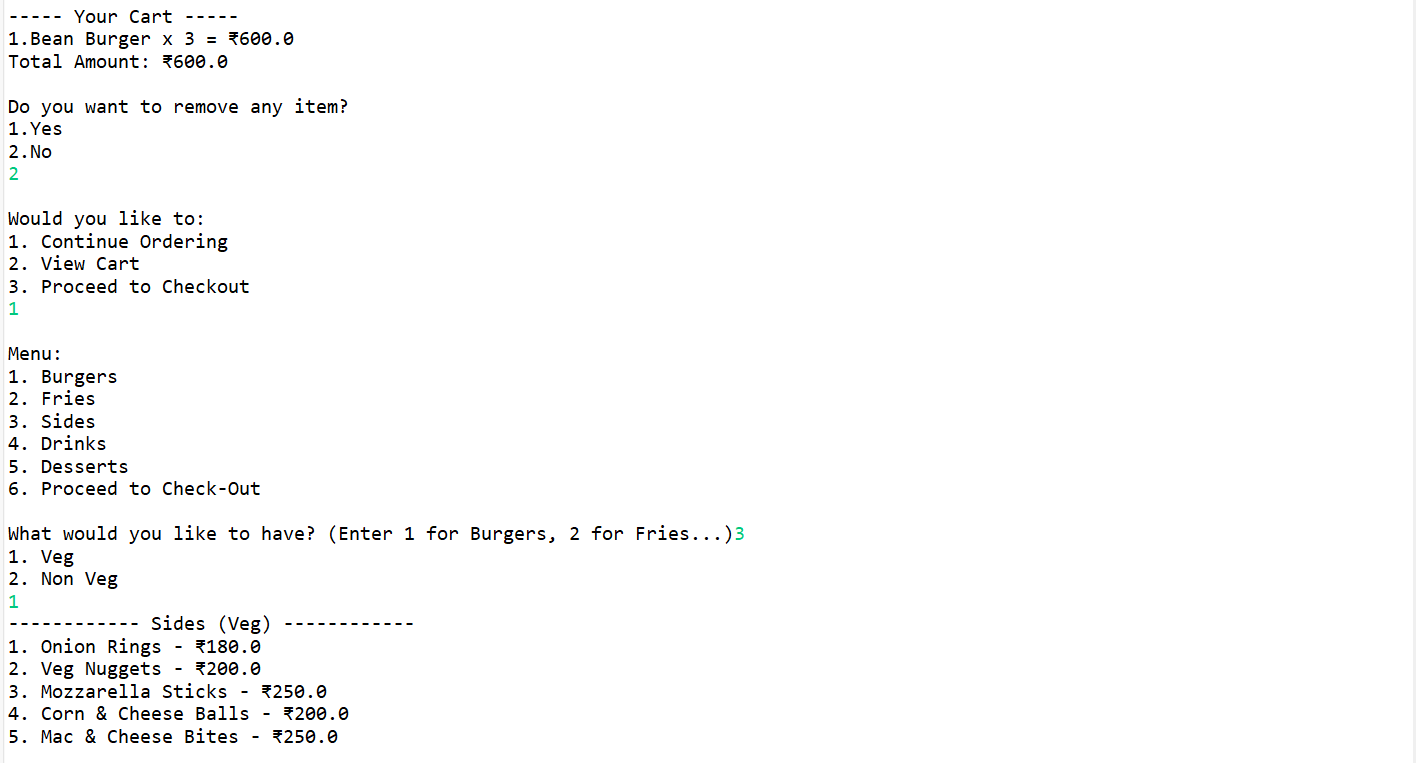 ----- Your Cart -----
1.Bean Burger x 3 = ₹600.0
Total Amount: ₹600.0
Do you want to remove any item?
1.Yes
2.No
2
Would you like to:
1. Continue Ordering
2. View Cart
3. Proceed to Checkout
1
Menu:
1. Burgers
2. Fries
3. Sides
4. Drinks
5. Desserts
6. Proceed to Check-Out
What would you like to have? (Enter 1 for Burgers, 2 for Fries...)3
1. Veg
2. Non Veg
1
------------ Sides (Veg) ------------
1. Onion Rings - ₹180.0
2. Veg Nuggets - ₹200.0
3. Mozzarella Sticks - ₹250.0
4. Corn & Cheese Balls - ₹200.0
5. Mac & Cheese Bites - ₹250.0